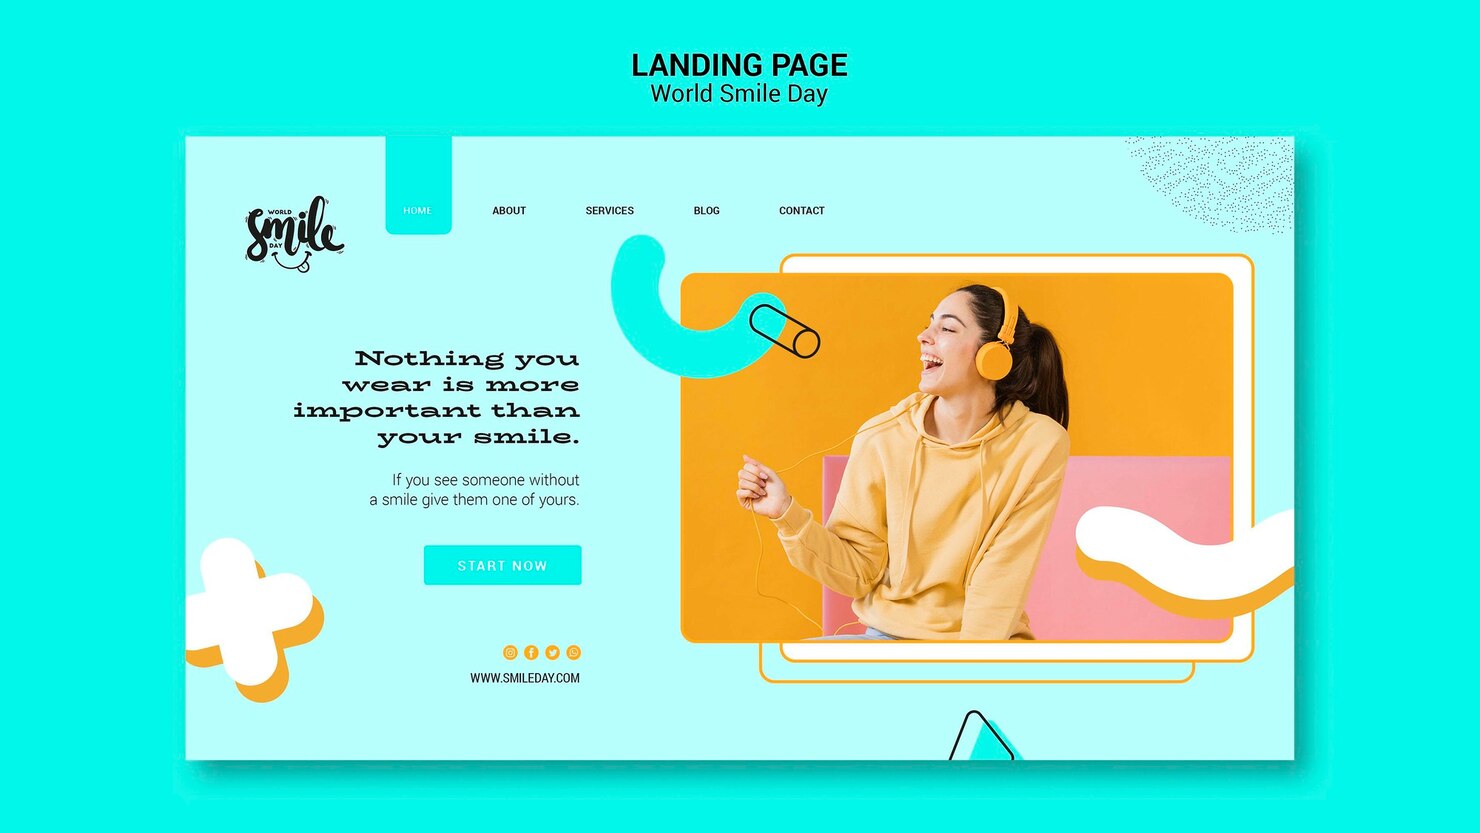 LANDING PAGE
World Smile Day
WORLD
Smile
DAY
HOME
ABOUT
SERVICES
BLOG
CONTACT
Nothing you
wear is more
important than
your smile.
If you see someone without
a smile give them one of yours.
START NOW
WWW.SMILEDAY.COM